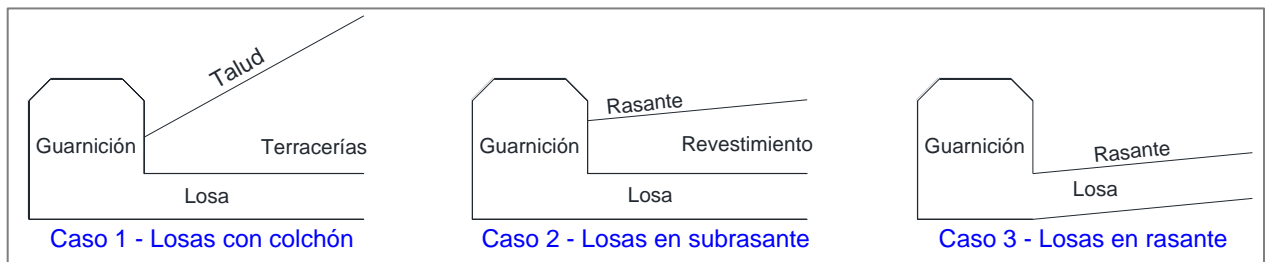 Talud
Guarnición
Terracerías
Losa
Caso 1 - Losas con colchón
Rasante
Guarnición
Revestimiento
Losa
Caso 2 - Losas en subrasante
Guarnición
Rasante
Losa
Caso 3 - Losas en rasante